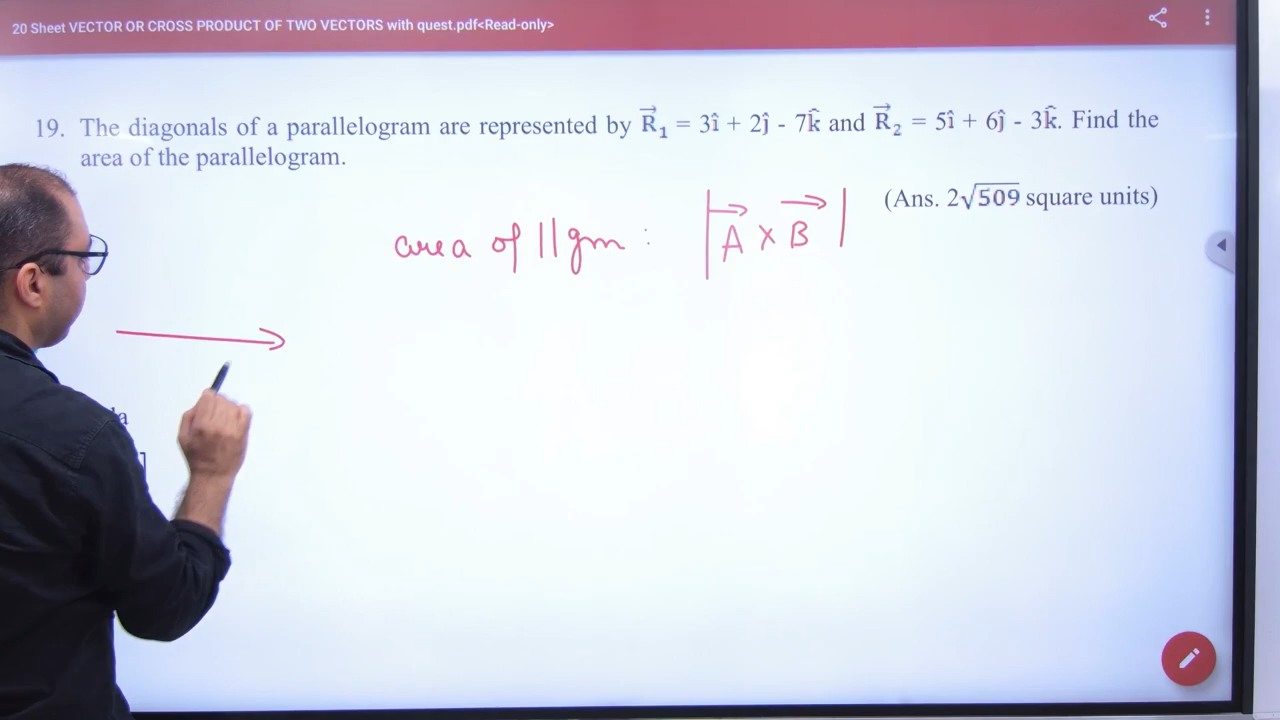 20 Sheet VECTOR OR CROSS PRODUCT OF TWO VECTORS with quest.pdf<Read-only>
19. The diagonals of a parallelogram are represented by R⃗₁ = 3î + 2ĵ - 7k̂ and R⃗₂ = 5î + 6ĵ - 3k̂. Find the
area of the parallelogram.
(Ans. 2√509 square units)
area of ||gm : |A⃗ × B⃗|